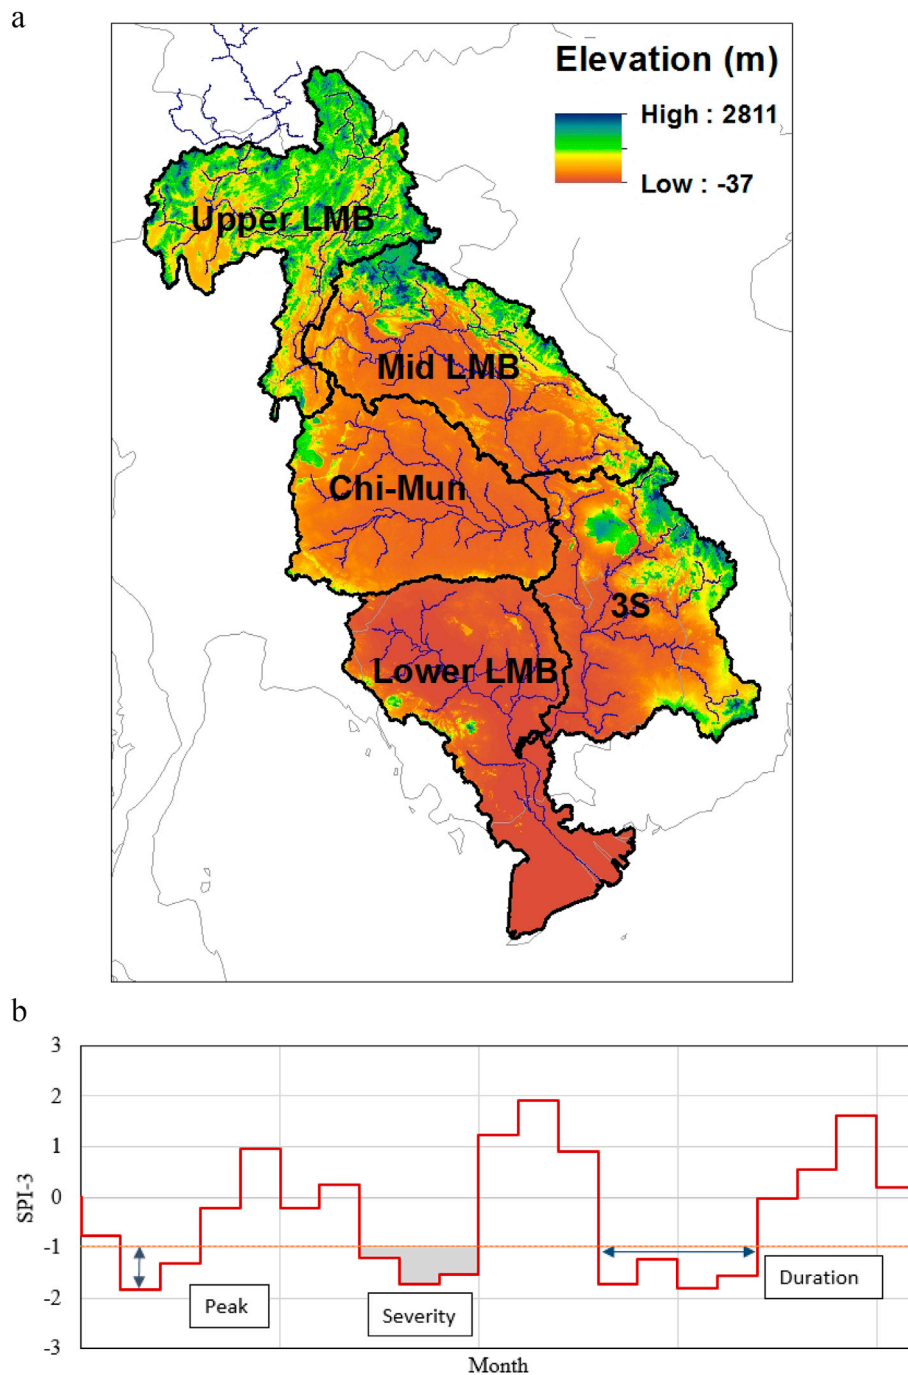 a
Elevation (m)
High : 2811
Low : -37
Upper LMB
Mid LMB
Chi-Mun
3S
Lower LMB
b
3
2
1
0
-1
-2
-3
SPI-3
Peak
Severity
Duration
Month